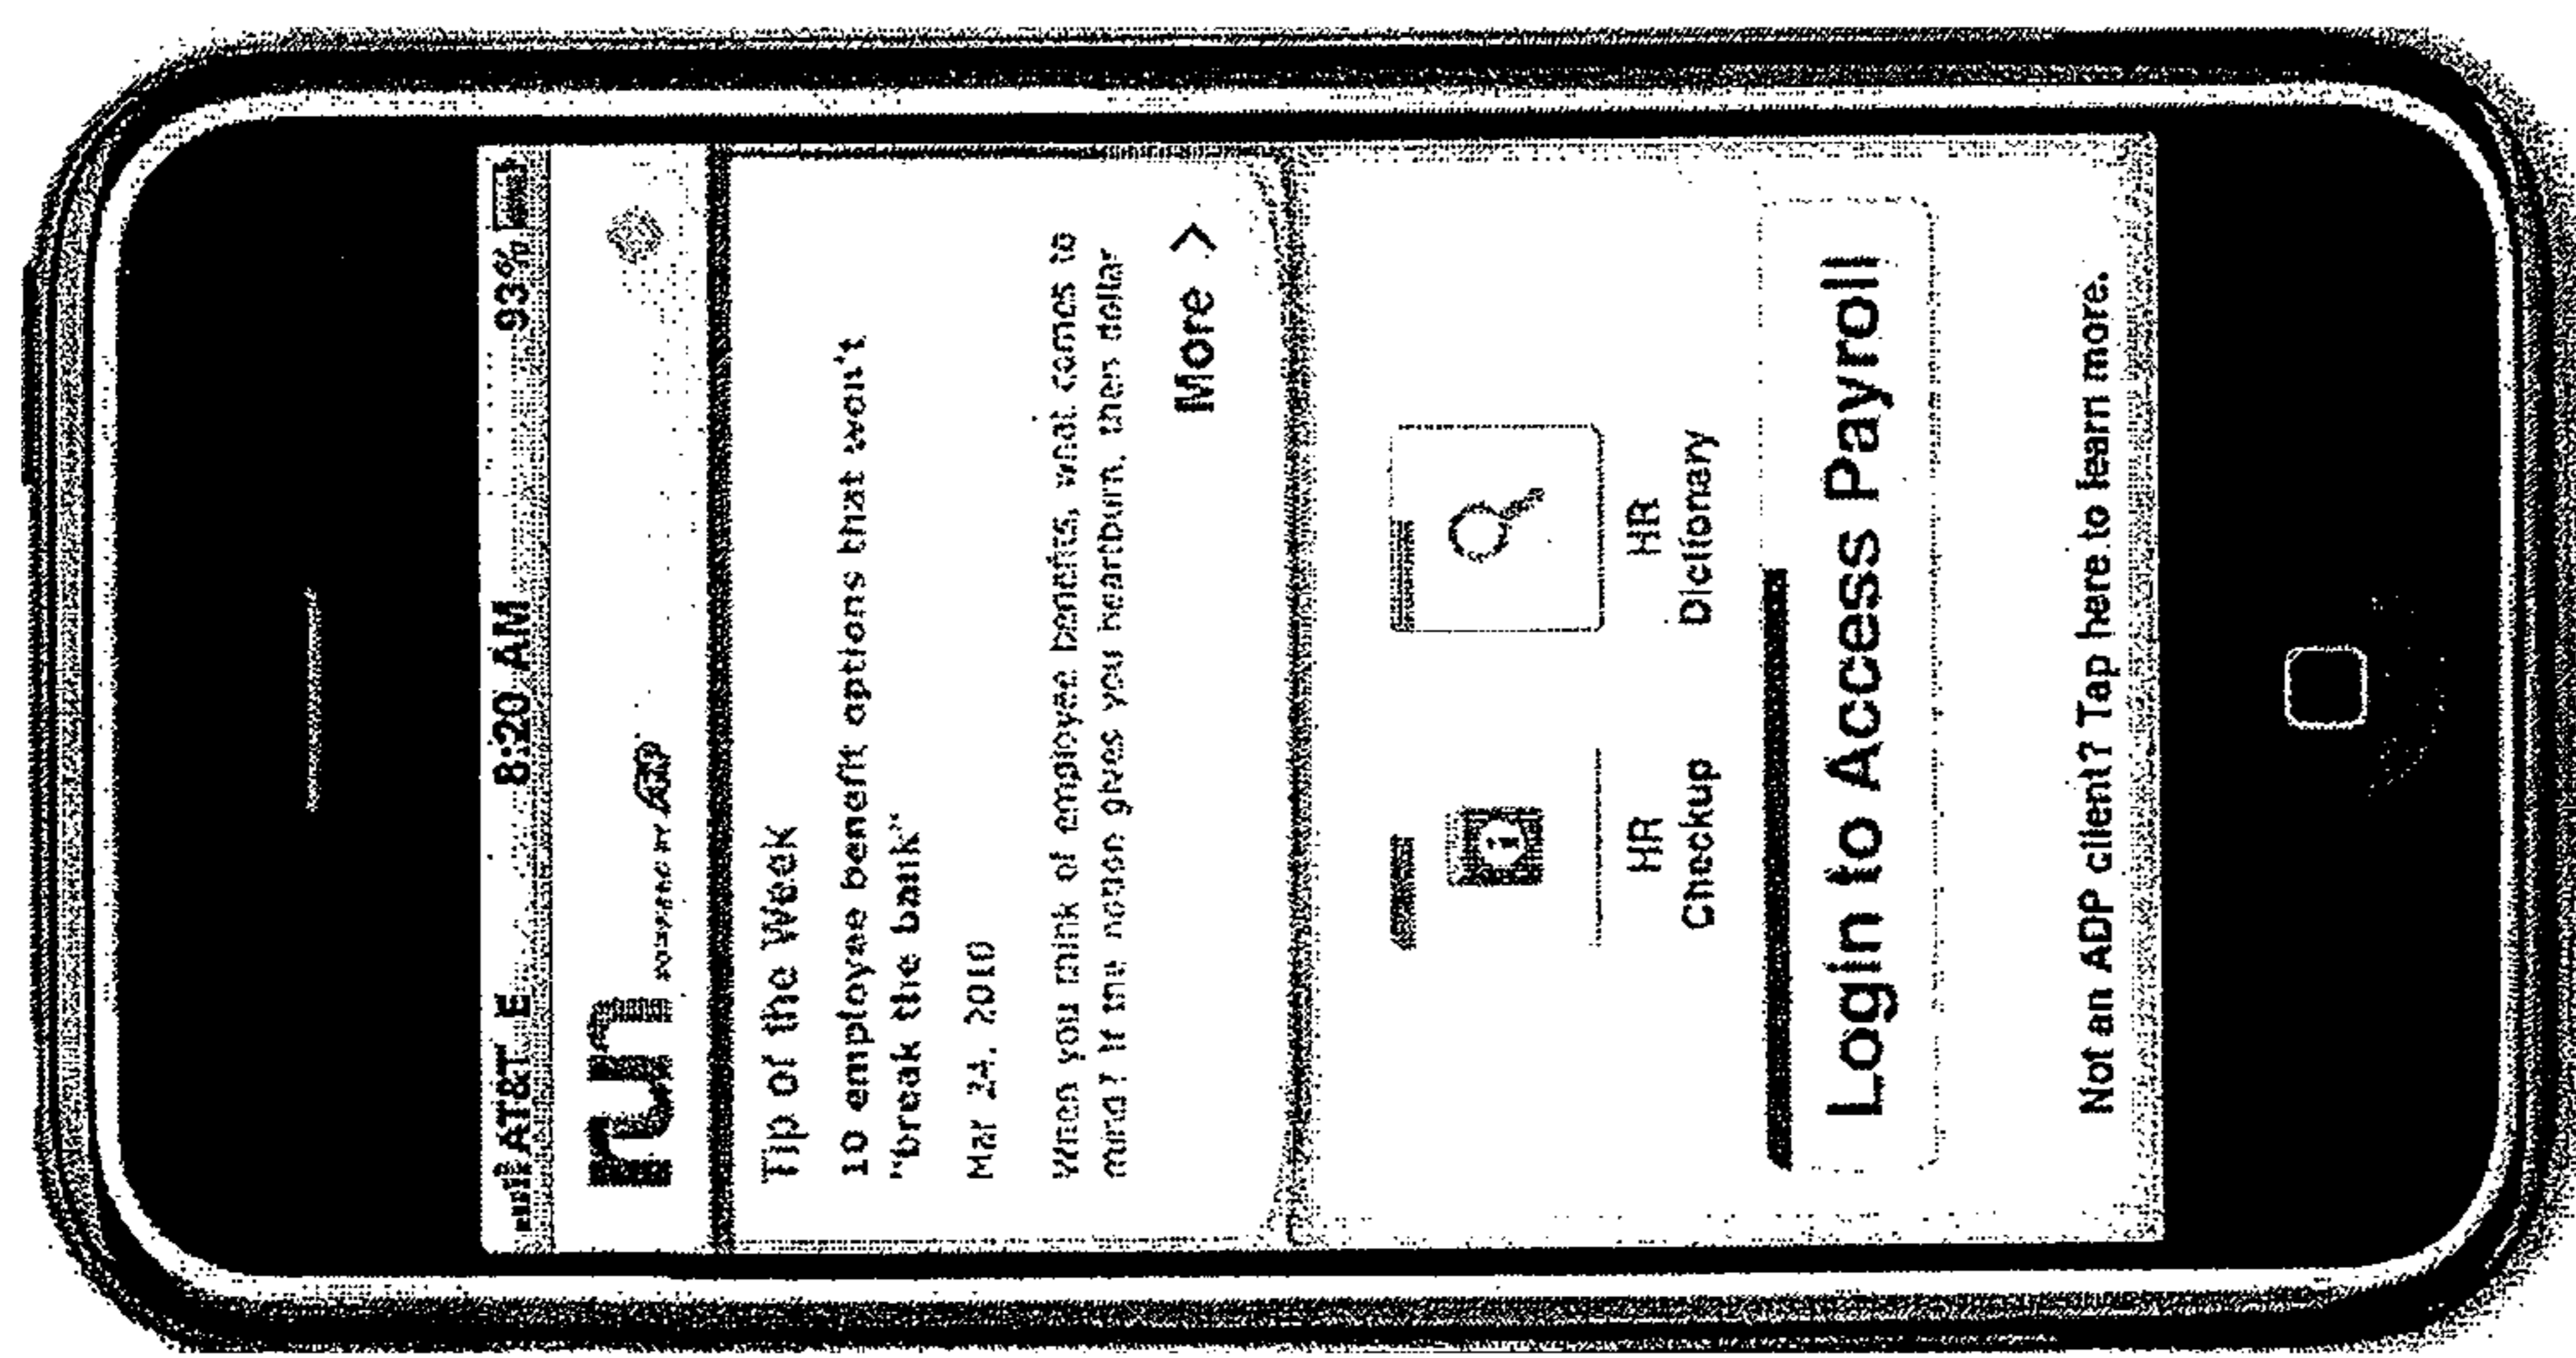 AT&T E 8:20 AM 93%
run POWERED BY ADP
Tip of the Week
10 employee benefit options that won't
"break the bank"
Mar 24, 2010
When you think of employee benefits, what comes to
mind? If the notion gives you heartburn, then dollar
More >
HR
Checkup
HR
Dictionary
Login to Access Payroll
Not an ADP client? Tap here to learn more.